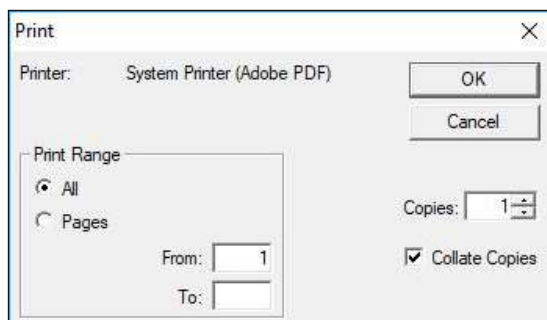 Print
Printer: System Printer (Adobe PDF)
OK
Cancel
Print Range
All
Pages
From: 1
To:
Copies: 1
Collate Copies